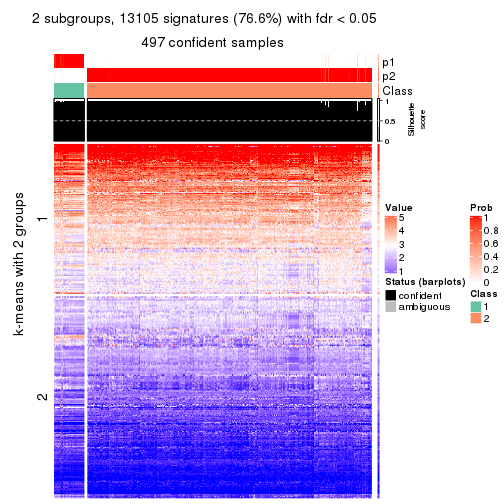 2 subgroups, 13105 signatures (76.6%) with fdr < 0.05
497 confident samples
p1
p2
Class
1
0.5
0
Silhouette
score
k-means with 2 groups
1
2
Value
5
4
3
2
1
Status (barplots)
confident
ambiguous
Prob
1
0.8
0.6
0.4
0.2
0
Class
1
2